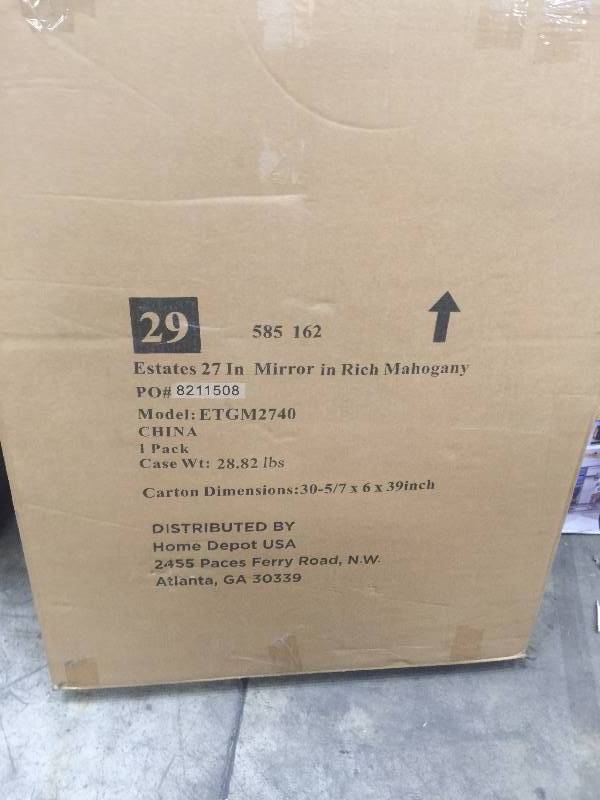 29
585 162
Estates 27 In Mirror in Rich Mahogany
PO# 8211508
Model: ETGM2740
CHINA
1 Pack
Case Wt: 28.82 lbs
Carton Dimensions:30-5/7 x 6 x 39inch
DISTRIBUTED BY
Home Depot USA
2455 Paces Ferry Road, N.W.
Atlanta, GA 30339